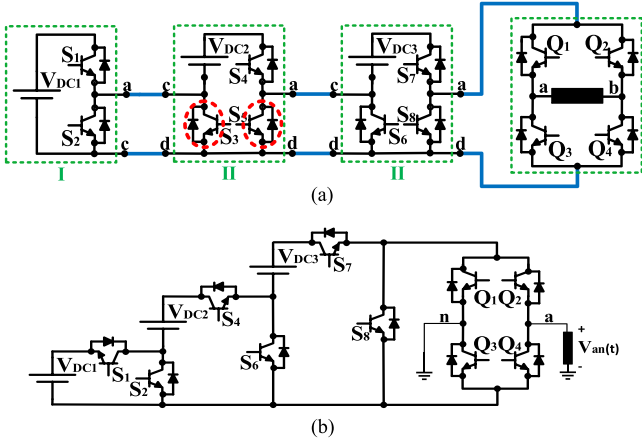 S1
VDC1
S2
a
c
I
c
d
VDC2
S4
S3
S5
a
d
II
c
d
VDC3
S7
S6
S8
a
d
II
Q1
Q2
a
b
Q3
Q4
(a)
VDC1
S1
S2
VDC2
S4
S6
VDC3
S7
S8
Q1
Q2
n
a
Q3
Q4
+
Van(t)
-
(b)